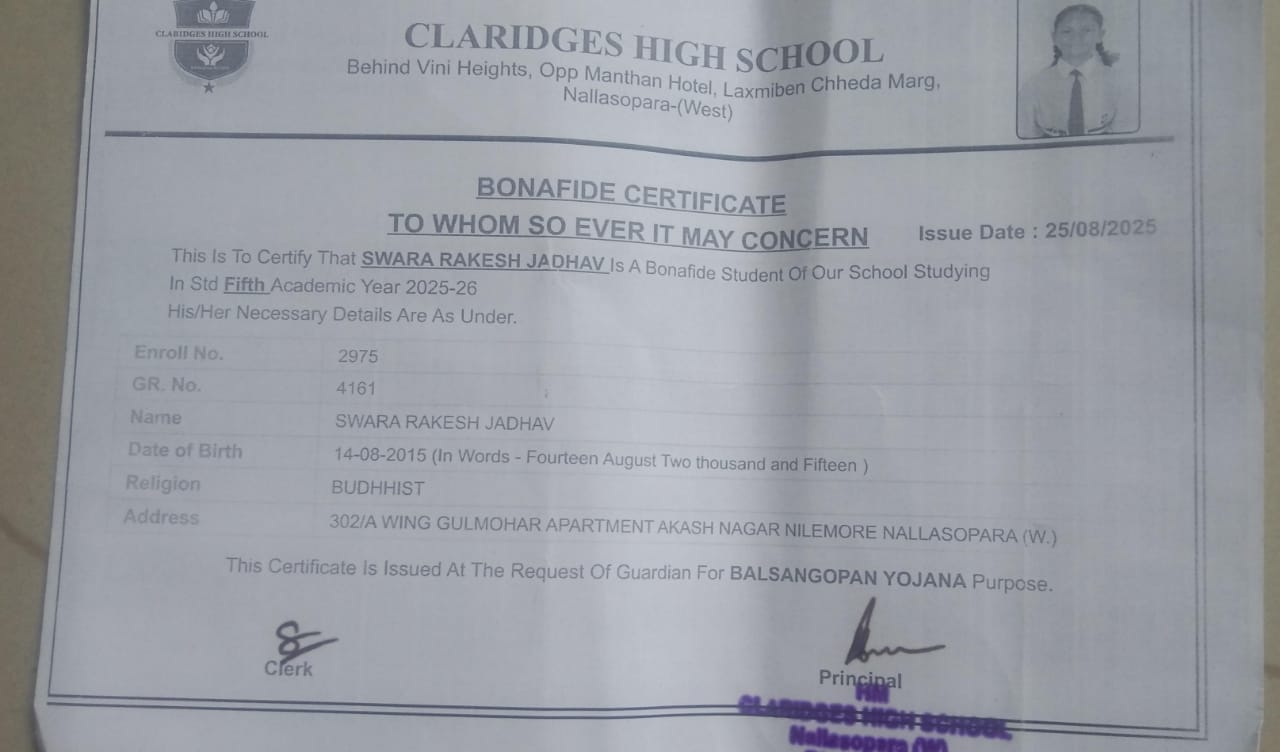 CLARIDGES HIGH SCHOOL
CLARIDGES HIGH SCHOOL
Behind Vini Heights, Opp Manthan Hotel, Laxmiben Chheda Marg,
Nallasopara-(West)
BONAFIDE CERTIFICATE
TO WHOM SO EVER IT MAY CONCERN
Issue Date : 25/08/2025
This Is To Certify That SWARA RAKESH JADHAV Is A Bonafide Student Of Our School Studying
In Std Fifth Academic Year 2025-26
His/Her Necessary Details Are As Under.
Enroll No. 2975
GR. No. 4161
Name SWARA RAKESH JADHAV
Date of Birth 14-08-2015 (In Words - Fourteen August Two thousand and Fifteen )
Religion BUDHHIST
Address 302/A WING GULMOHAR APARTMENT AKASH NAGAR NILEMORE NALLASOPARA (W.)
This Certificate Is Issued At The Request Of Guardian For BALSANGOPAN YOJANA Purpose.
Clerk
Principal
HM
CLARIDGES HIGH SCHOOL
Nallasopara (W)